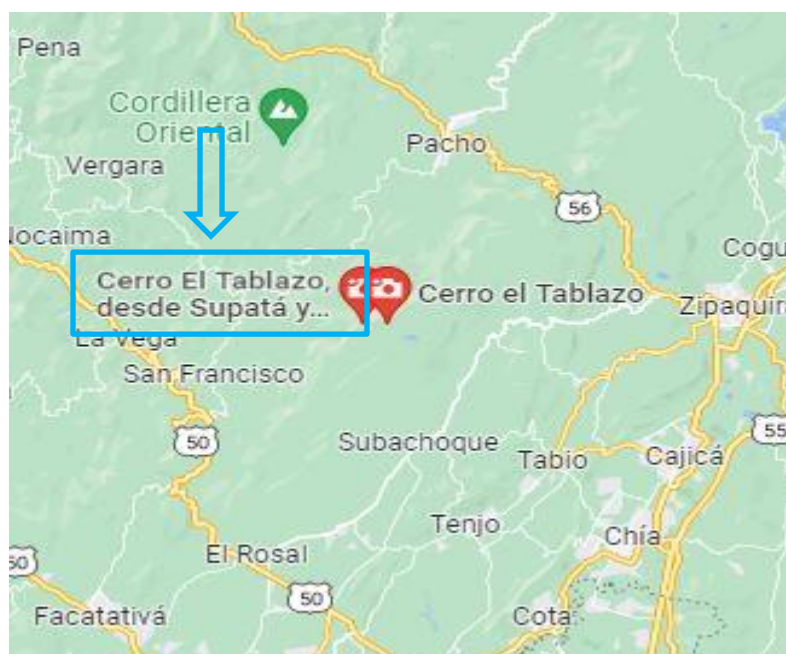 Pena
Cordillera
Oriental
Pacho
Vergara
56
Nocaima
Cogu
Cerro El Tablazo,
desde Supatá y...
Cerro el Tablazo
Zipaquir
La Vega
San Francisco
50
55
Subachoque
Tabio
Cajicá
Tenjo
Chía
50
El Rosal
50
Facatativá
Cota